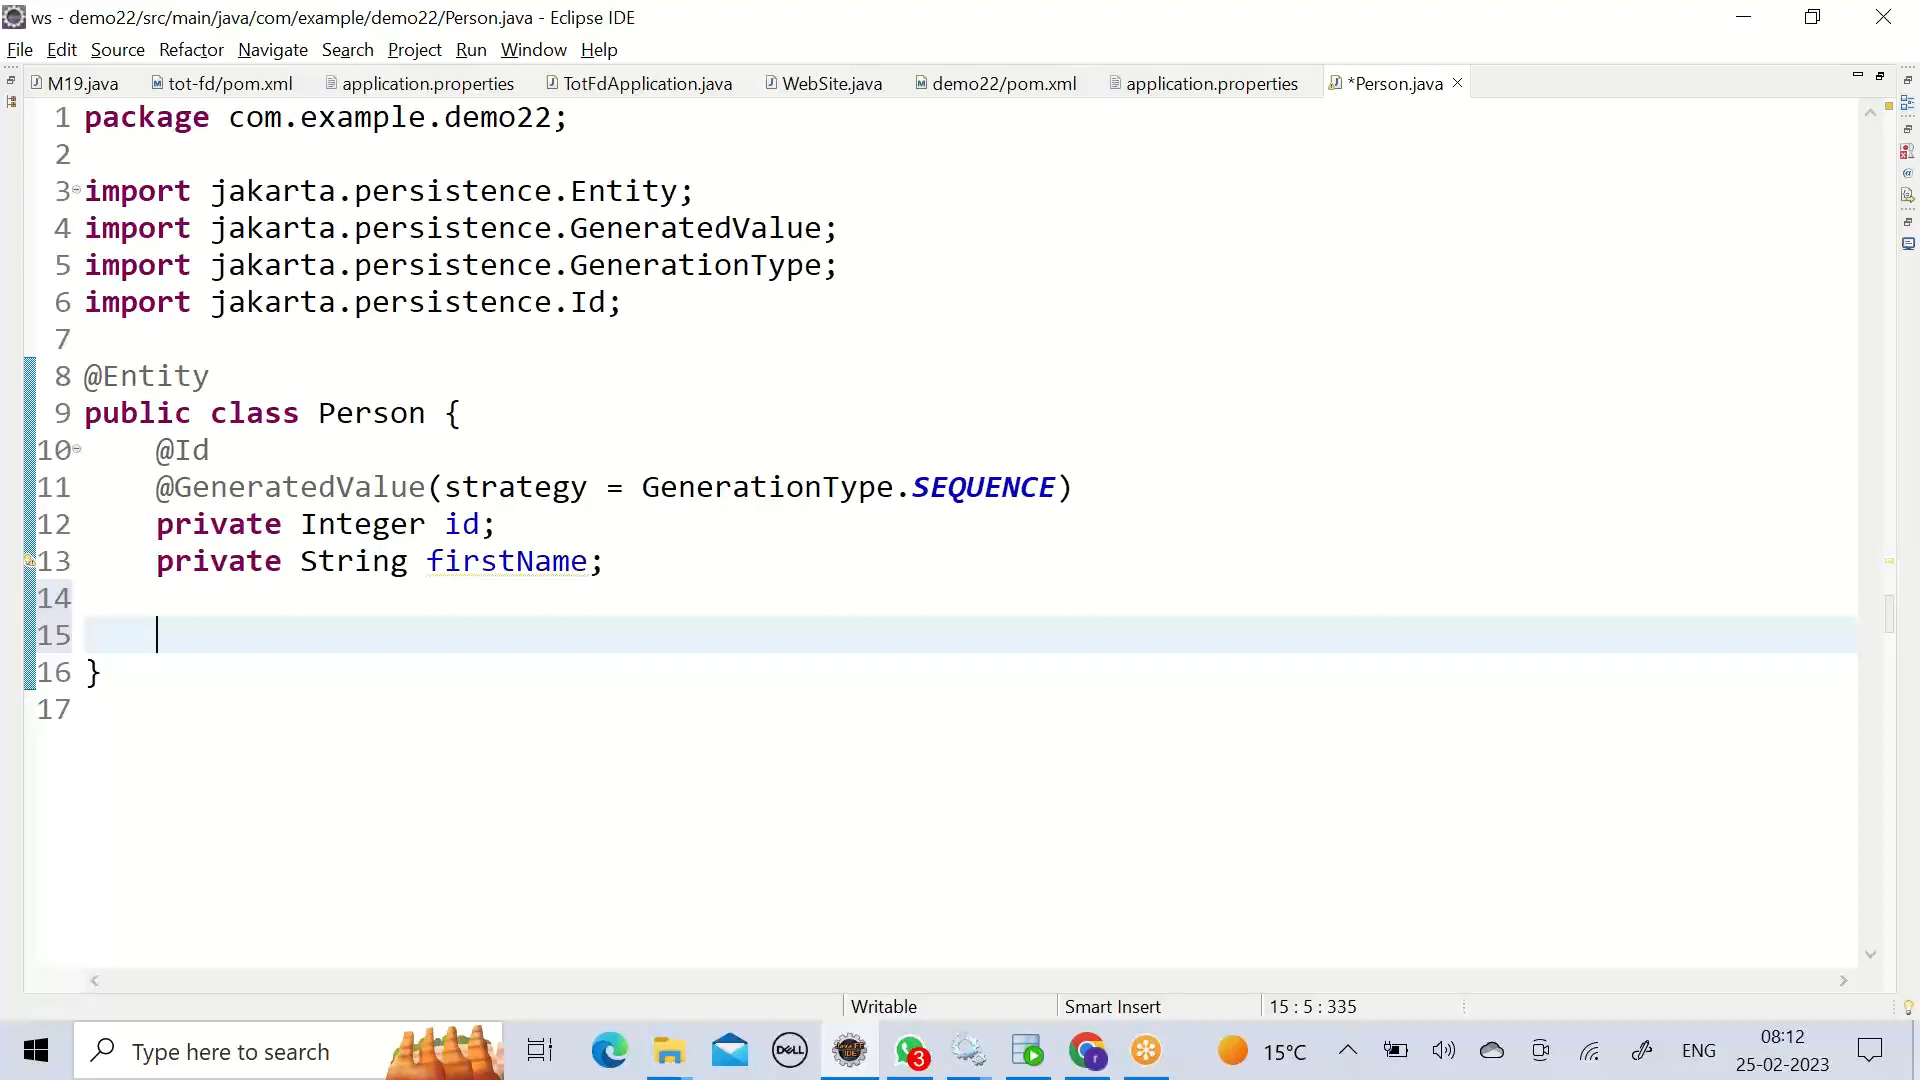 ws - demo22/src/main/java/com/example/demo22/Person.java - Eclipse IDE
File Edit Source Refactor Navigate Search Project Run Window Help
M19.java tot-fd/pom.xml application.properties TotFdApplication.java WebSite.java demo22/pom.xml application.properties *Person.java
1 package com.example.demo22;
2
3 import jakarta.persistence.Entity;
4 import jakarta.persistence.GeneratedValue;
5 import jakarta.persistence.GenerationType;
6 import jakarta.persistence.Id;
7
8 @Entity
9 public class Person {
10 @Id
11 @GeneratedValue(strategy = GenerationType.SEQUENCE)
12 private Integer id;
13 private String firstName;
14
15
16 }
17
Writable Smart Insert 15 : 5 : 335
Type here to search DELL Java EE IDE 3 r 15°C ENG 08:12
25-02-2023